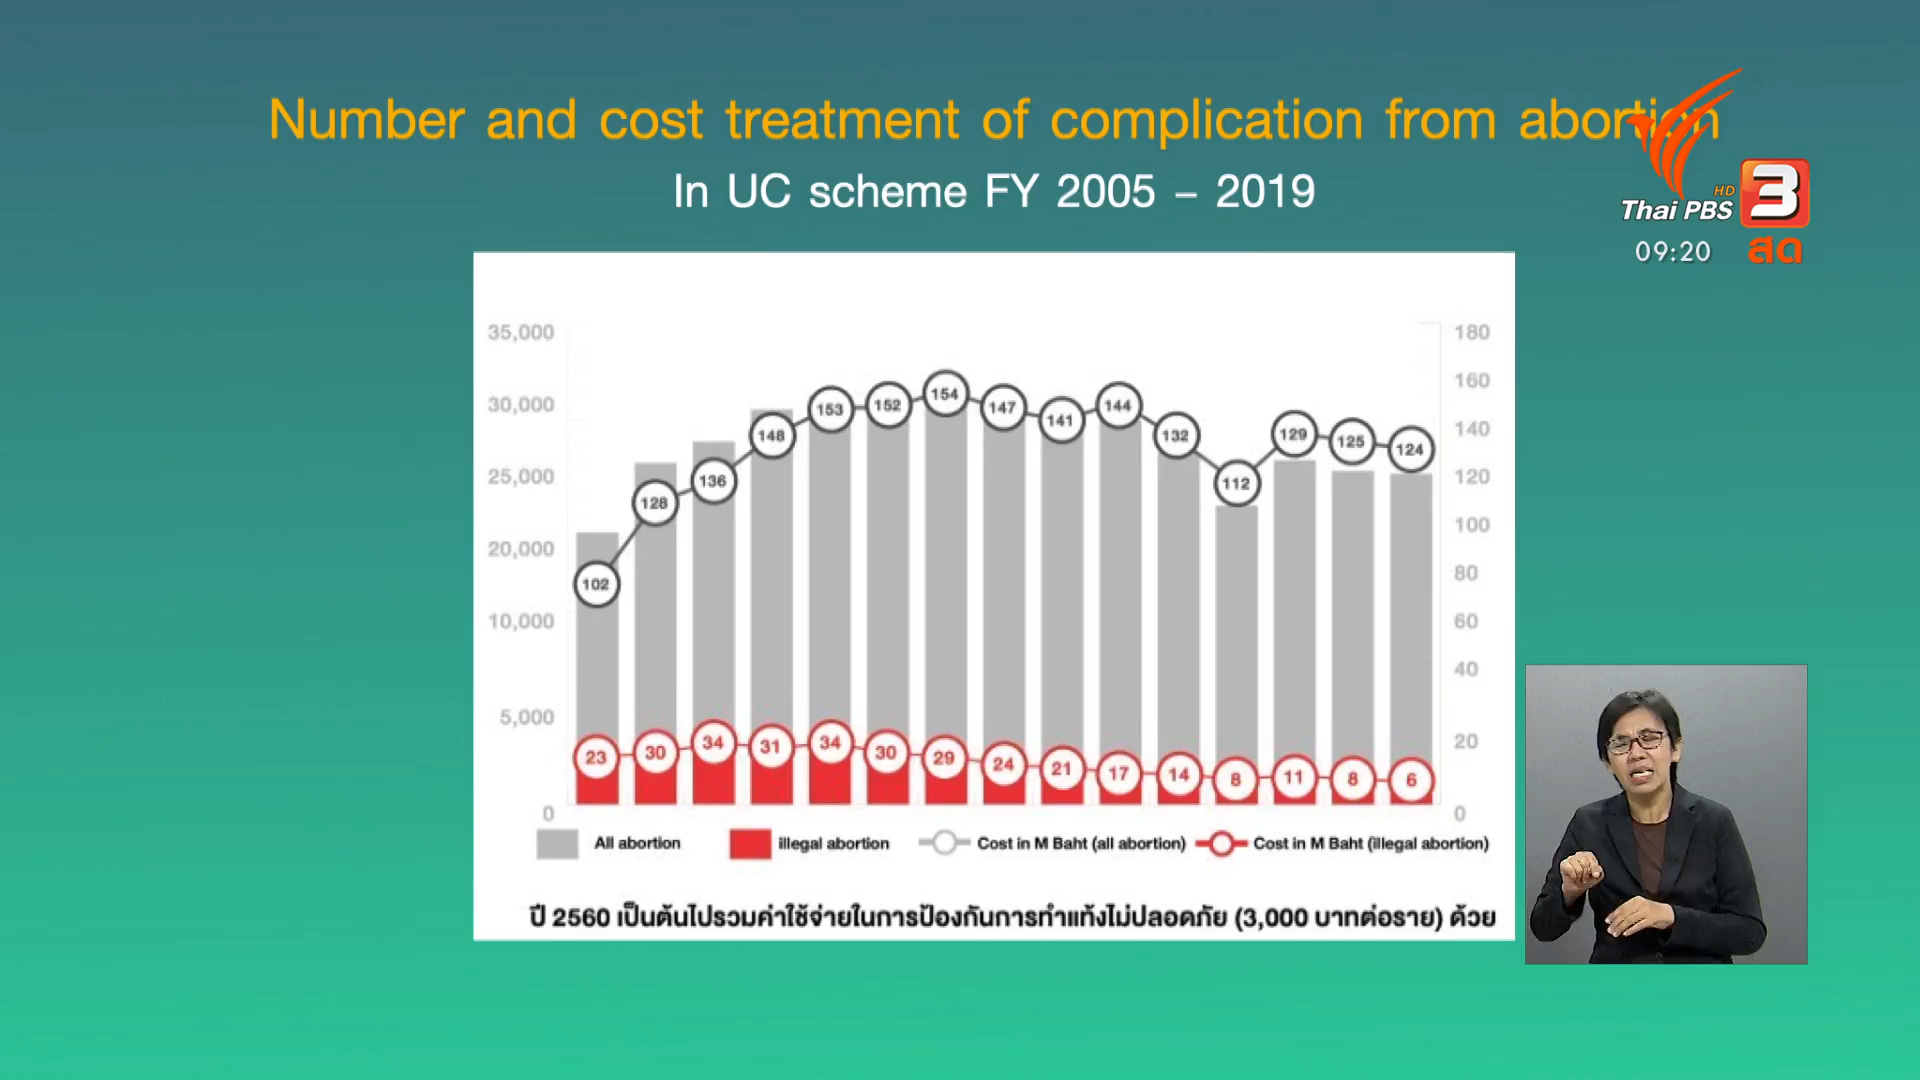 Number and cost treatment of complication from abortion
In UC scheme FY 2005 – 2019
HD
Thai PBS 3
09:20 สด
35,000
30,000
25,000
20,000
10,000
5,000
0
180
160
140
120
100
80
60
40
20
0
102 128 136 148 153 152 154 147 141 144 132 112 129 125 124
23 30 34 31 34 30 29 24 21 17 14 8 11 8 6
All abortion illegal abortion Cost in M Baht (all abortion) Cost in M Baht (illegal abortion)
ปี 2560 เป็นต้นไปรวมค่าใช้จ่ายในการป้องกันการทำแท้งไม่ปลอดภัย (3,000 บาทต่อราย) ด้วย